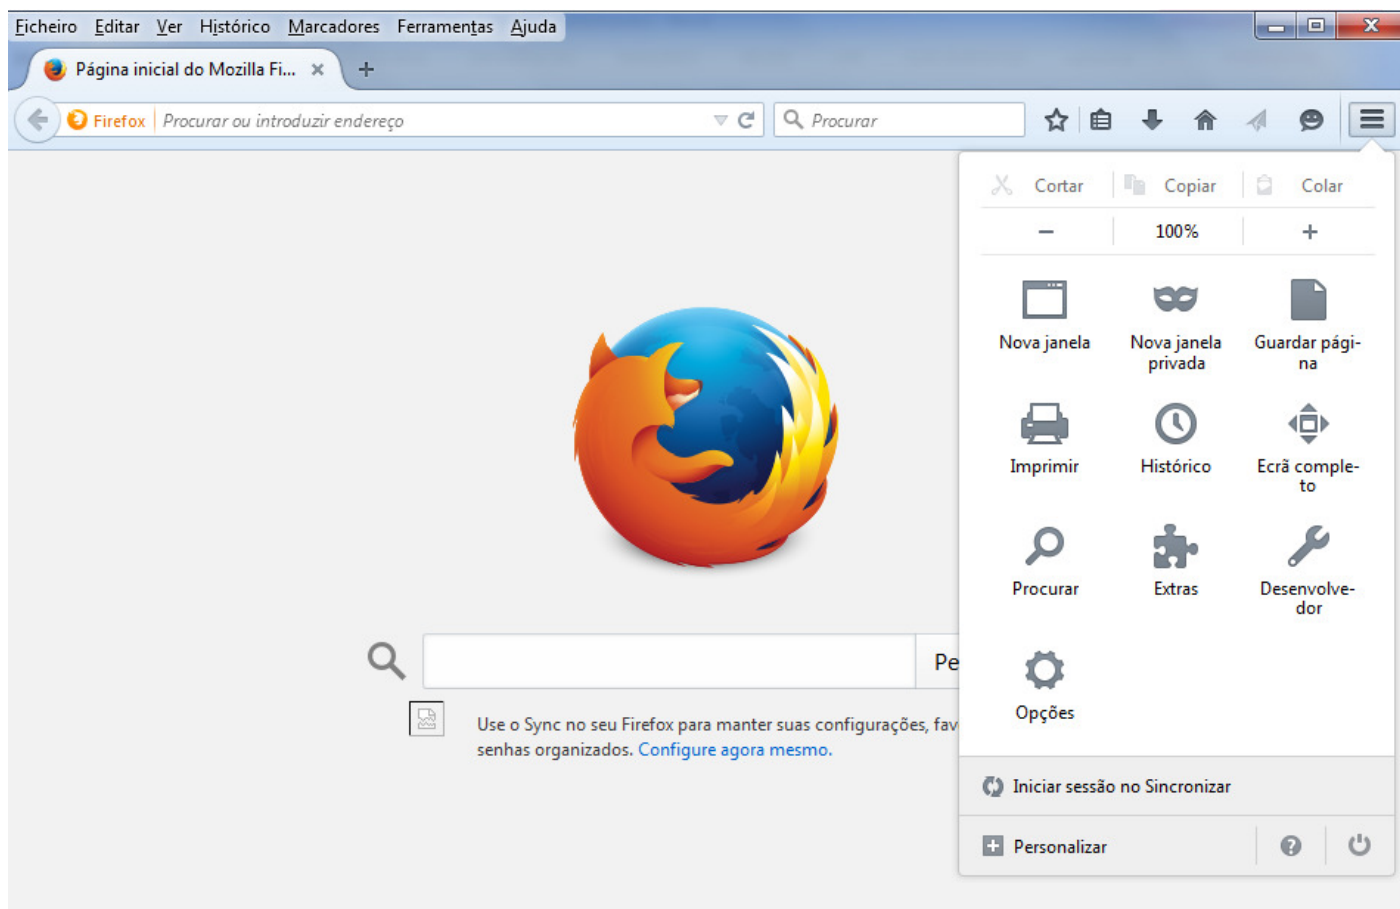 Ficheiro Editar Ver Histórico Marcadores Ferramentas Ajuda
Página inicial do Mozilla Fi...
Firefox Procurar ou introduzir endereço
Procurar
Cortar Copiar Colar
100%
Nova janela
Nova janela
privada
Guardar pági-
na
Imprimir
Histórico
Ecrã comple-
to
Procurar
Extras
Desenvolve-
dor
Opções
Pe
Use o Sync no seu Firefox para manter suas configurações, fav
senhas organizados. Configure agora mesmo.
Iniciar sessão no Sincronizar
Personalizar